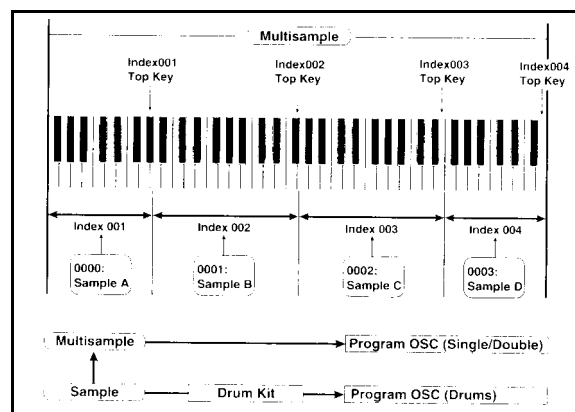 Multisample
Index001
Top Key
Index002
Top Key
Index003
Top Key
Index004
Top Key
Index 001
Index 002
Index 003
Index 004
0000:
Sample A
0001:
Sample B
0002:
Sample C
0003:
Sample D
Multisample
Program OSC (Single/Double)
Sample
Drum Kit
Program OSC (Drums)